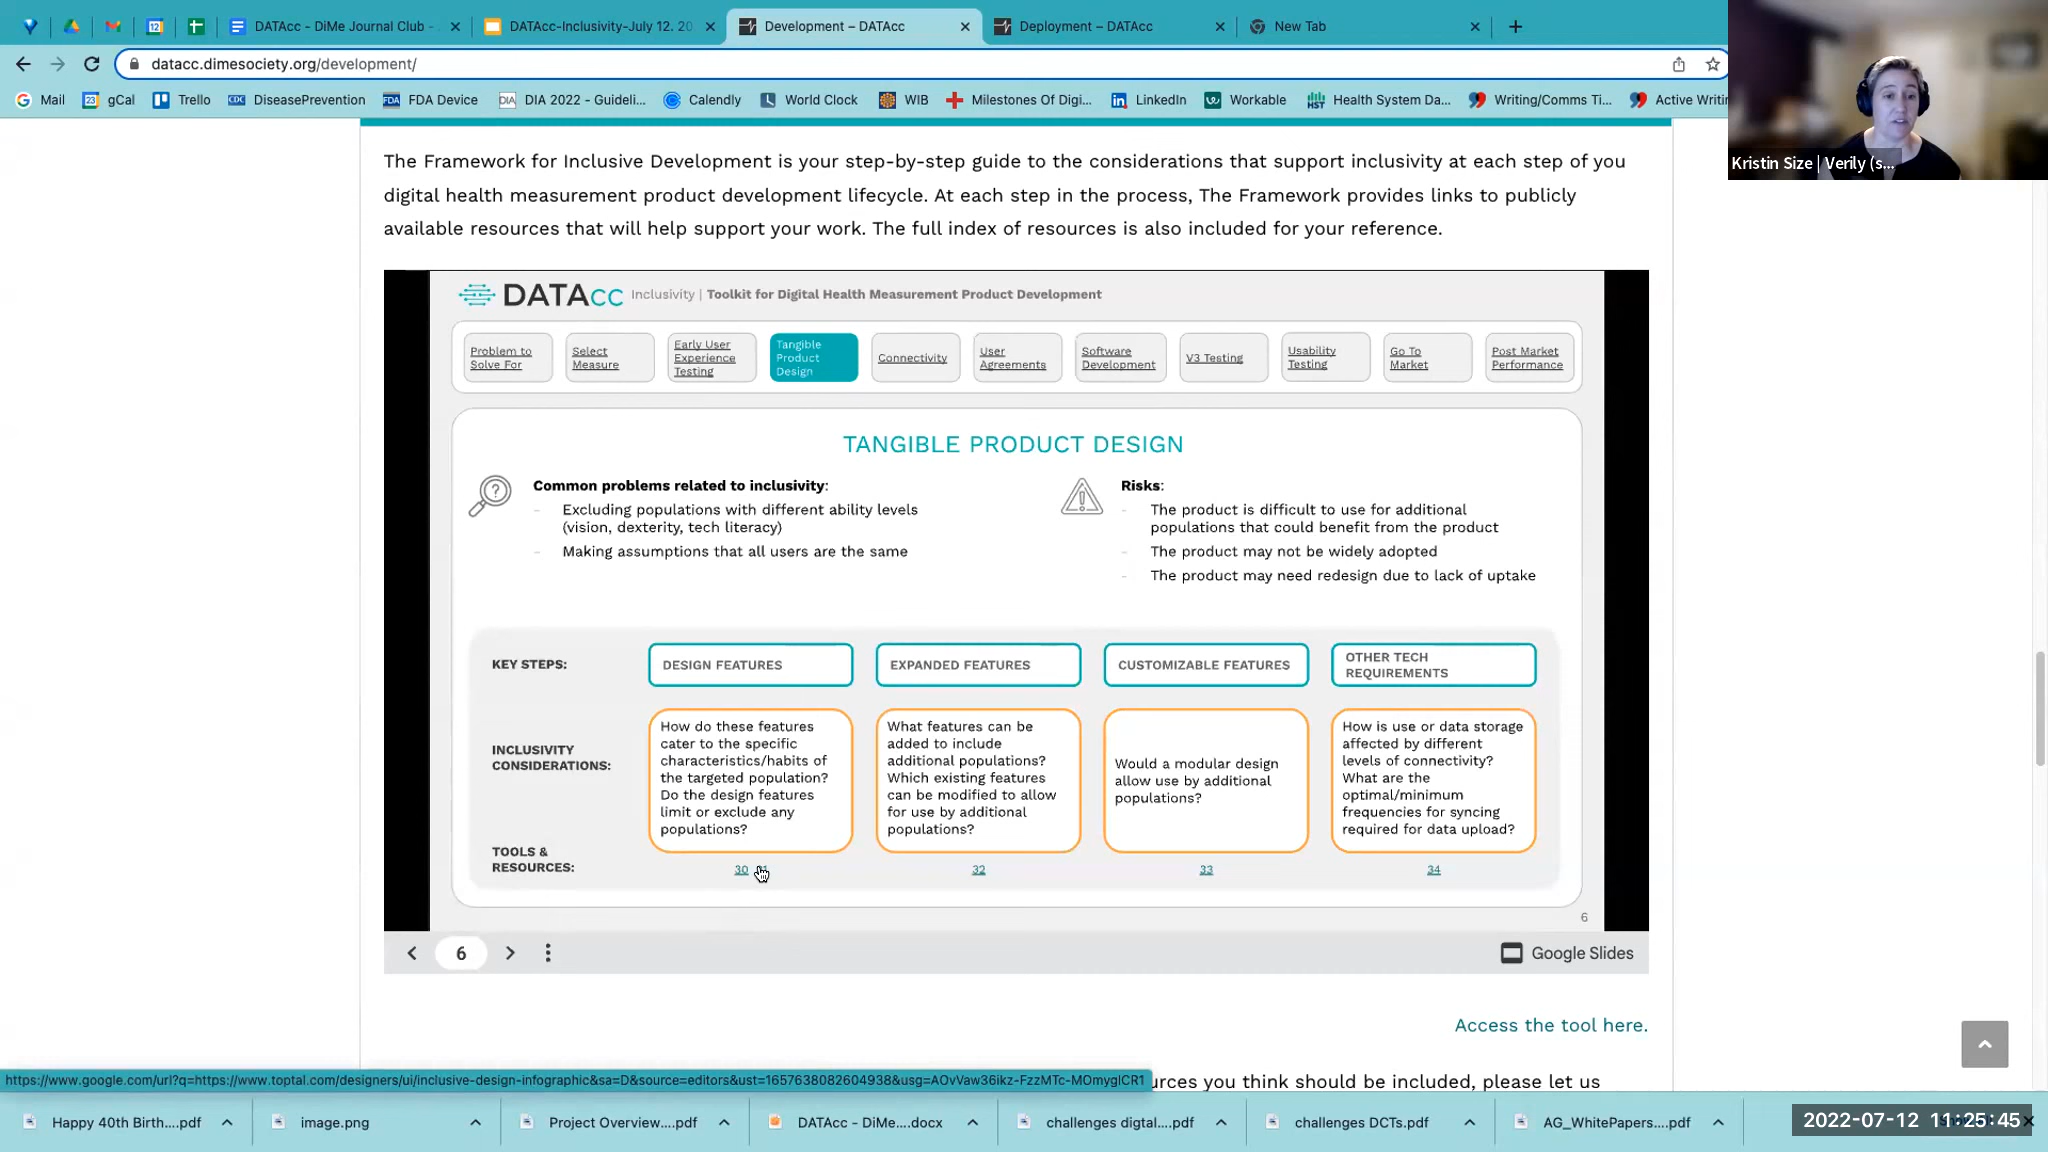 DATAcc - DiMe Journal Club -
DATAcc-Inclusivity-July 12. 20
Development – DATAcc
Deployment – DATAcc
New Tab
datacc.dimesociety.org/development/
Mail
gCal
Trello
DiseasePrevention
FDA Device
DIA 2022 - Guideli...
Calendly
World Clock
WIB
Milestones Of Digi...
LinkedIn
Workable
Health System Da...
Writing/Comms Ti...
Active Writi
Kristin Size | Verily (s...
The Framework for Inclusive Development is your step-by-step guide to the considerations that support inclusivity at each step of you
digital health measurement product development lifecycle. At each step in the process, The Framework provides links to publicly
available resources that will help support your work. The full index of resources is also included for your reference.
DATAcc Inclusivity | Toolkit for Digital Health Measurement Product Development
Problem to
Solve For
Select
Measure
Early User
Experience
Testing
Tangible
Product
Design
Connectivity
User
Agreements
Software
Development
V3 Testing
Usability
Testing
Go To
Market
Post Market
Performance
TANGIBLE PRODUCT DESIGN
Common problems related to inclusivity:
- Excluding populations with different ability levels
(vision, dexterity, tech literacy)
- Making assumptions that all users are the same
Risks:
- The product is difficult to use for additional
populations that could benefit from the product
- The product may not be widely adopted
- The product may need redesign due to lack of uptake
KEY STEPS:
DESIGN FEATURES
EXPANDED FEATURES
CUSTOMIZABLE FEATURES
OTHER TECH
REQUIREMENTS
INCLUSIVITY
CONSIDERATIONS:
How do these features
cater to the specific
characteristics/habits of
the targeted population?
Do the design features
limit or exclude any
populations?
What features can be
added to include
additional populations?
Which existing features
can be modified to allow
for use by additional
populations?
Would a modular design
allow use by additional
populations?
How is use or data storage
affected by different
levels of connectivity?
What are the
optimal/minimum
frequencies for syncing
required for data upload?
TOOLS &
RESOURCES:
30
32
33
34
6
6
Google Slides
Access the tool here.
https://www.google.com/url?q=https://www.toptal.com/designers/ui/inclusive-design-infographic&sa=D&source=editors&ust=1657638082604938&usg=AOvVaw36ikz-FzzMTc-MOmyglCR1
urces you think should be included, please let us
Happy 40th Birth....pdf
image.png
Project Overview....pdf
DATAcc - DiMe....docx
challenges digtal....pdf
challenges DCTs.pdf
AG_WhitePapers....pdf
2022-07-12 11:25:45